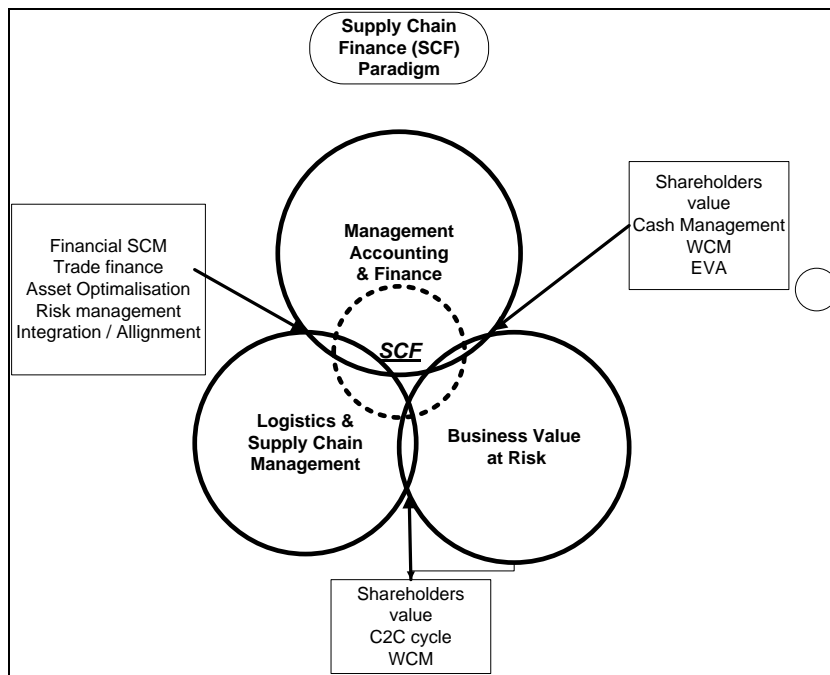 Supply Chain
Finance (SCF)
Paradigm
Shareholders
value
Cash Management
WCM
EVA
Management
Accounting
& Finance
Financial SCM
Trade finance
Asset Optimalisation
Risk management
Integration / Allignment
SCF
Logistics &
Supply Chain
Management
Business Value
at Risk
Shareholders
value
C2C cycle
WCM